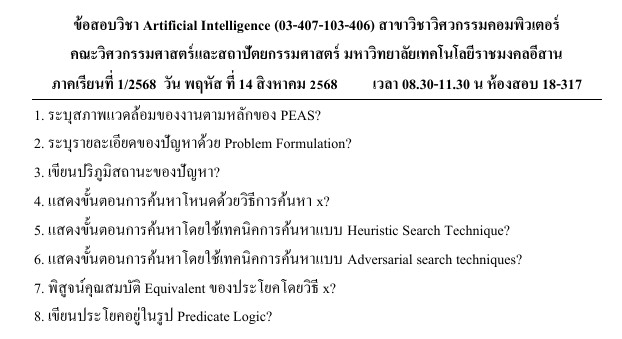 ข้อสอบวิชา Artificial Intelligence (03-407-103-406) สาขาวิชาวิศวกรรมคอมพิวเตอร์
คณะวิศวกรรมศาสตร์และสถาปัตยกรรมศาสตร์ มหาวิทยาลัยเทคโนโลยีราชมงคลอีสาน
ภาคเรียนที่ 1/2568 วัน พฤหัส ที่ 14 สิงหาคม 2568 เวลา 08.30-11.30 น ห้องสอบ 18-317
1. ระบุสภาพแวดล้อมของงานตามหลักของ PEAS?
2. ระบุรายละเอียดของปัญหาด้วย Problem Formulation?
3. เขียนปริภูมิสถานะของปัญหา?
4. แสดงขั้นตอนการค้นหาโหนดด้วยวิธีการค้นหา x?
5. แสดงขั้นตอนการค้นหาโดยใช้เทคนิคการค้นหาแบบ Heuristic Search Technique?
6. แสดงขั้นตอนการค้นหาโดยใช้เทคนิคการค้นหาแบบ Adversarial search techniques?
7. พิสูจน์คุณสมบัติ Equivalent ของประโยคโดยวิธี x?
8. เขียนประโยคอยู่ในรูป Predicate Logic?